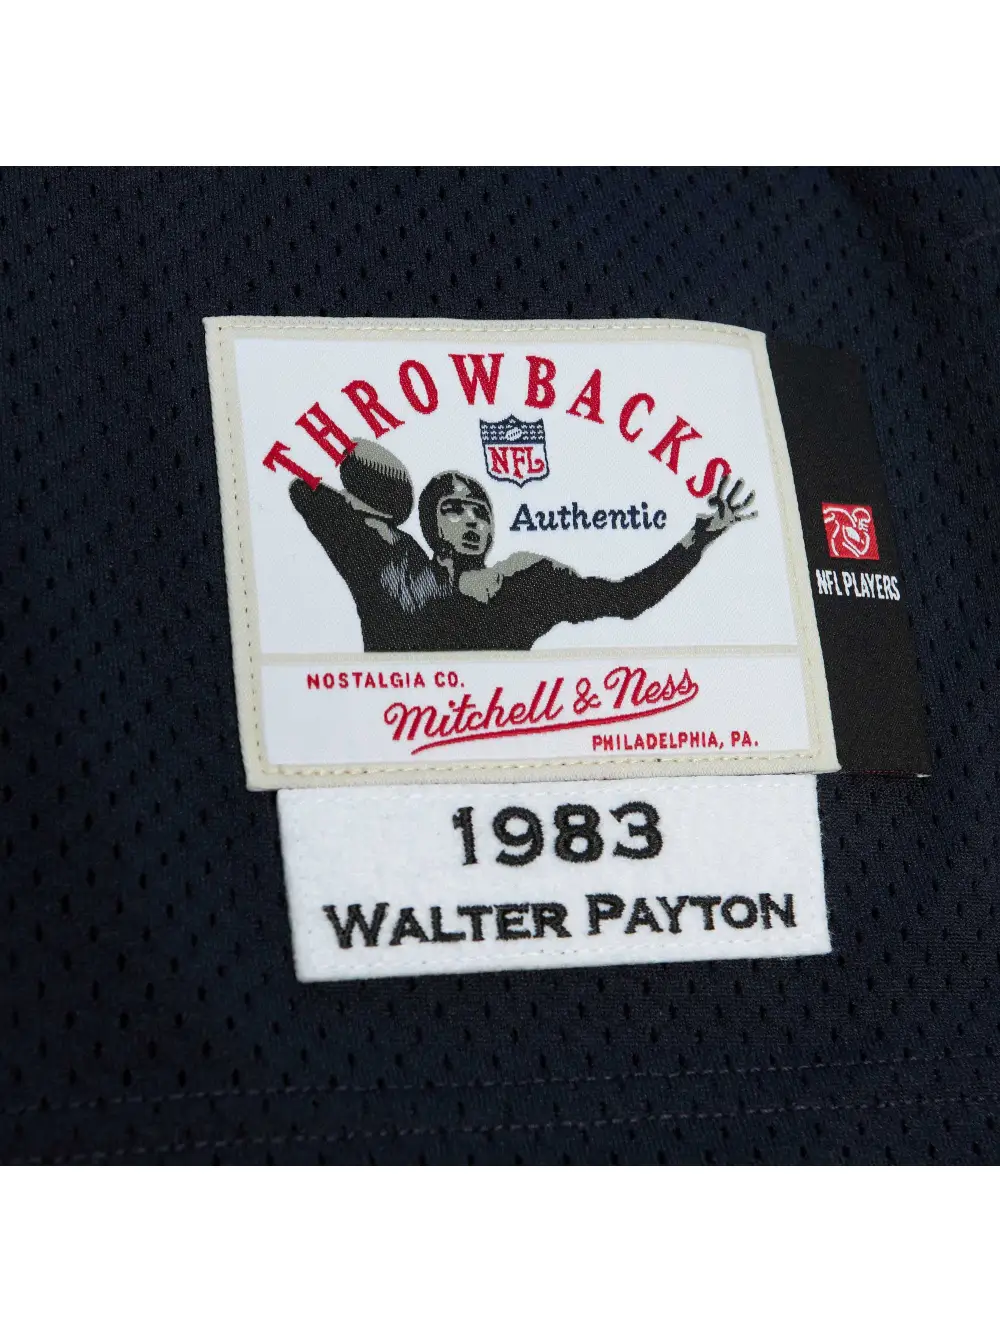 THROWBACKS
NFL
Authentic
NFL PLAYERS
NOSTALGIA CO.
Mitchell & Ness
PHILADELPHIA, PA.
1983
WALTER PAYTON